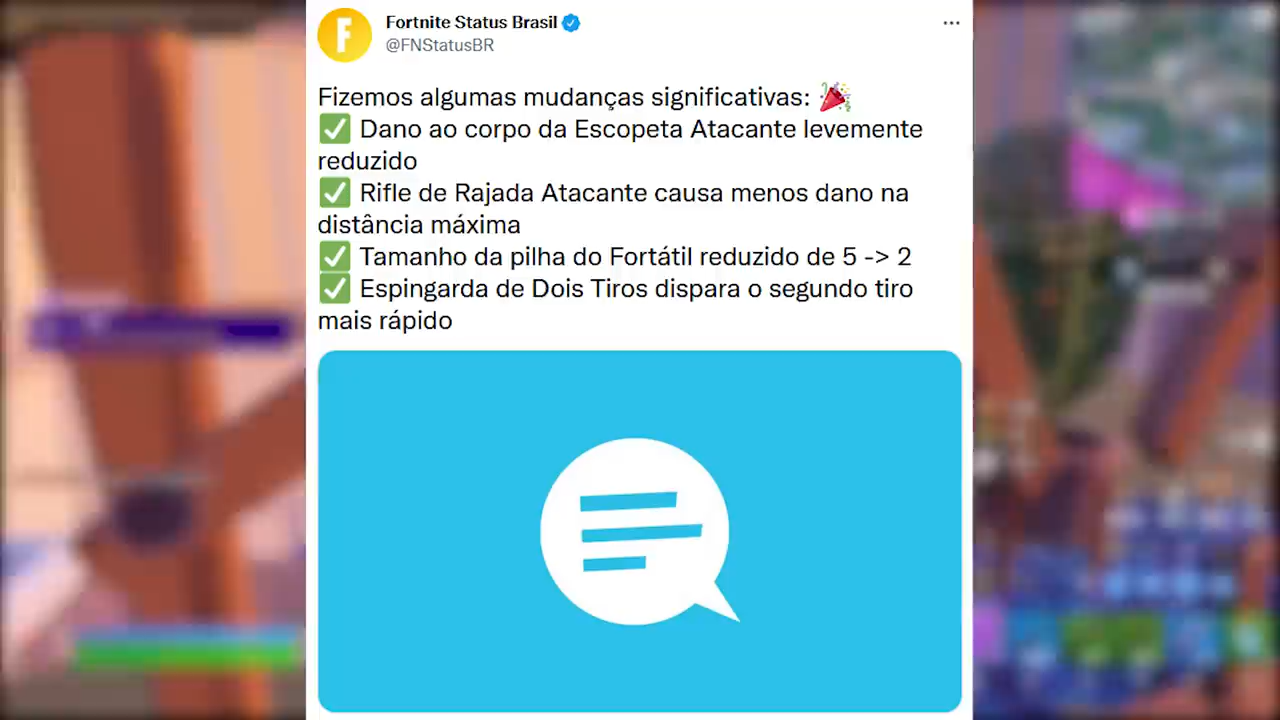 Fortnite Status Brasil
@FNStatusBR
Fizemos algumas mudanças significativas: 🎉
✅ Dano ao corpo da Escopeta Atacante levemente
reduzido
✅ Rifle de Rajada Atacante causa menos dano na
distância máxima
✅ Tamanho da pilha do Fortátil reduzido de 5 -> 2
✅ Espingarda de Dois Tiros dispara o segundo tiro
mais rápido